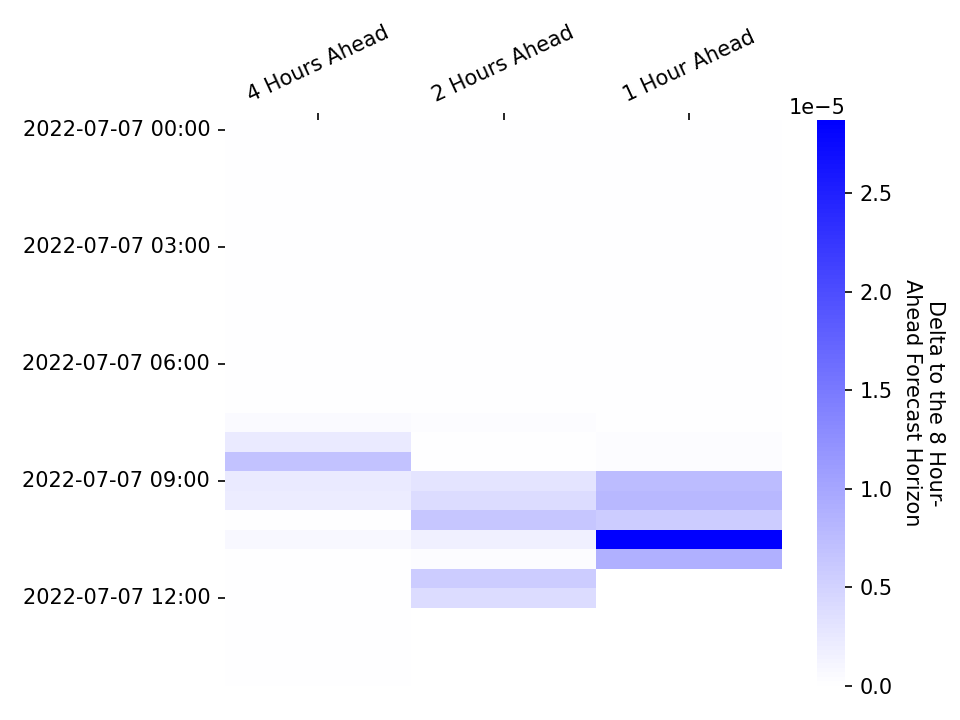 4 Hours Ahead
2 Hours Ahead
1 Hour Ahead
2022-07-07 00:00
2022-07-07 03:00
2022-07-07 06:00
2022-07-07 09:00
2022-07-07 12:00
1e−5
2.5
2.0
1.5
1.0
0.5
0.0
Delta to the 8 Hour-
Ahead Forecast Horizon